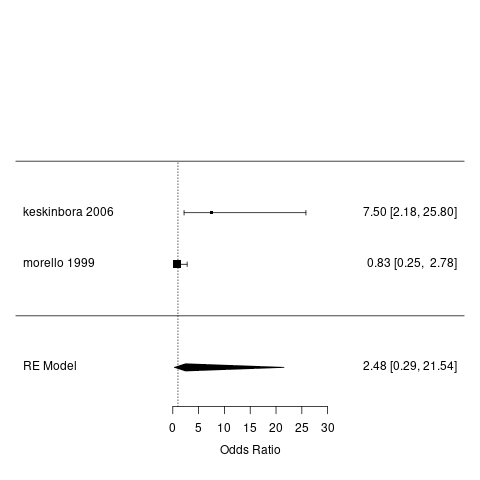 keskinbora 2006 7.50 [2.18, 25.80]
morello 1999 0.83 [0.25, 2.78]
RE Model 2.48 [0.29, 21.54]
0 5 10 15 20 25 30
Odds Ratio